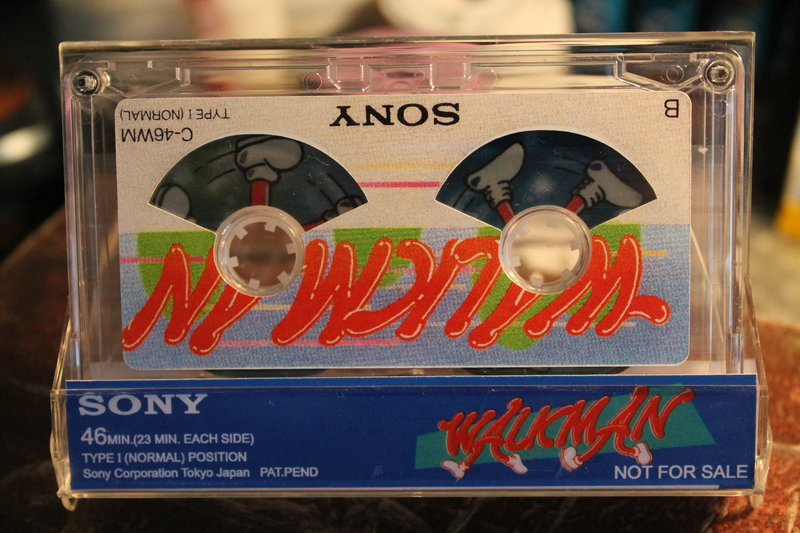 B
SONY
TYPE I (NORMAL)
C-46WM
WALKMAN
SONY
46MIN.(23 MIN. EACH SIDE)
TYPE I (NORMAL) POSITION
Sony Corporation Tokyo Japan PAT.PEND
WALKMAN
NOT FOR SALE